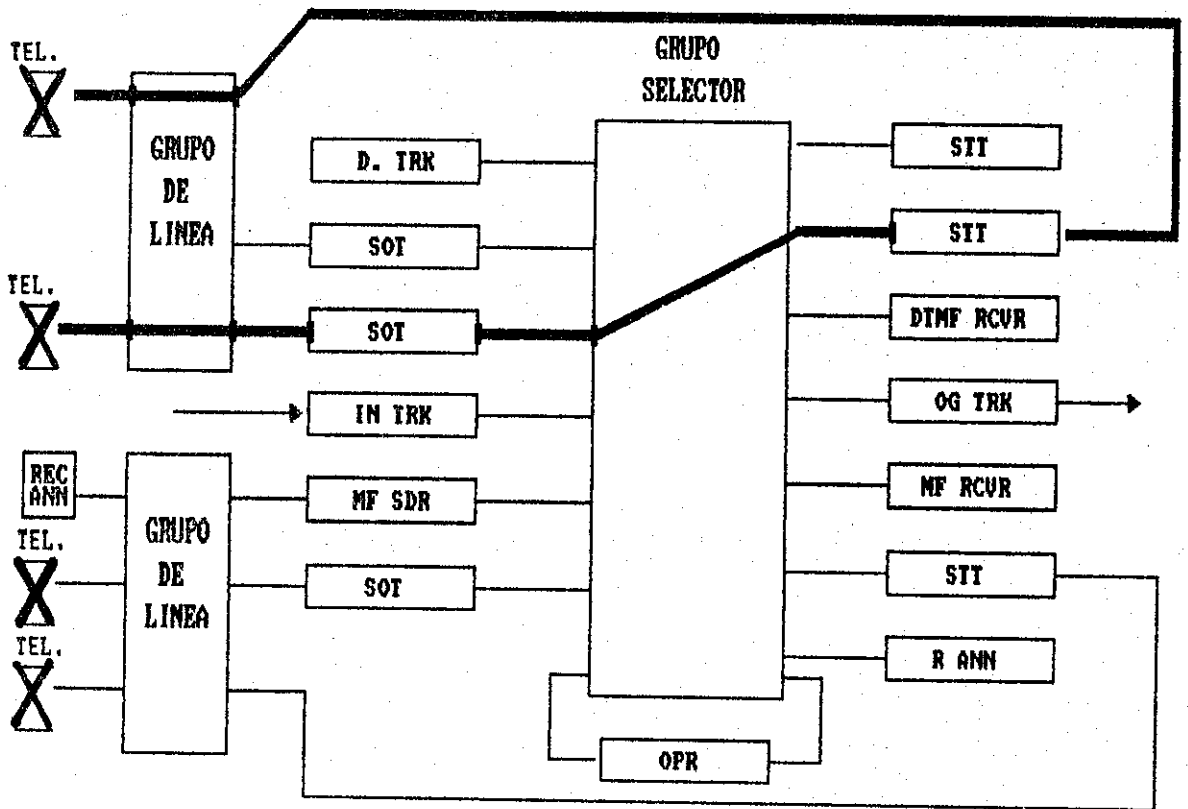 TEL.
GRUPO
DE
LINEA
TEL.
REC
ANN
TEL.
TEL.
GRUPO
DE
LINEA
D. TRK
SOT
SOT
IN TRK
MF SDR
SOT
GRUPO
SELECTOR
OPR
STT
STT
DTMF RCVR
OG TRK
MF RCVR
STT
R ANN